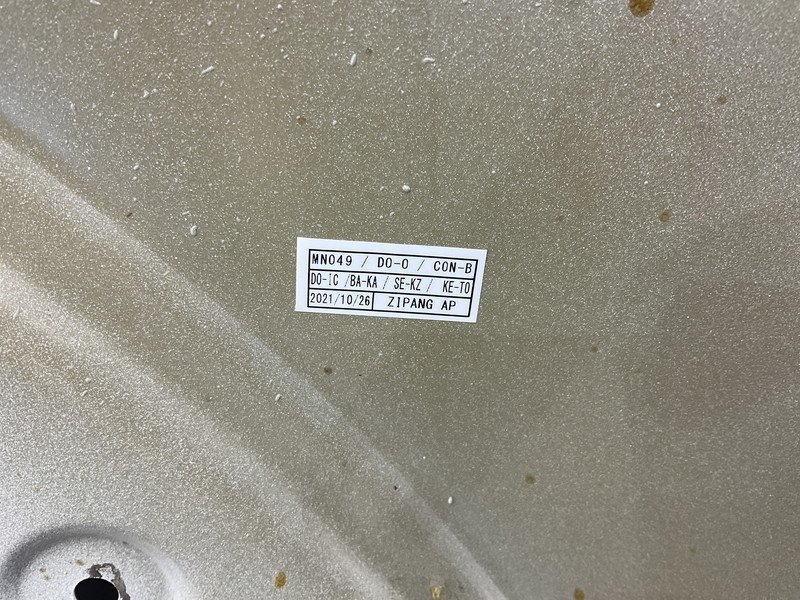 MN049 / DO-O / CON-B
DO-IC /BA-KA / SE-KZ / KE-TO
2021/10/26 ZIPANG AP